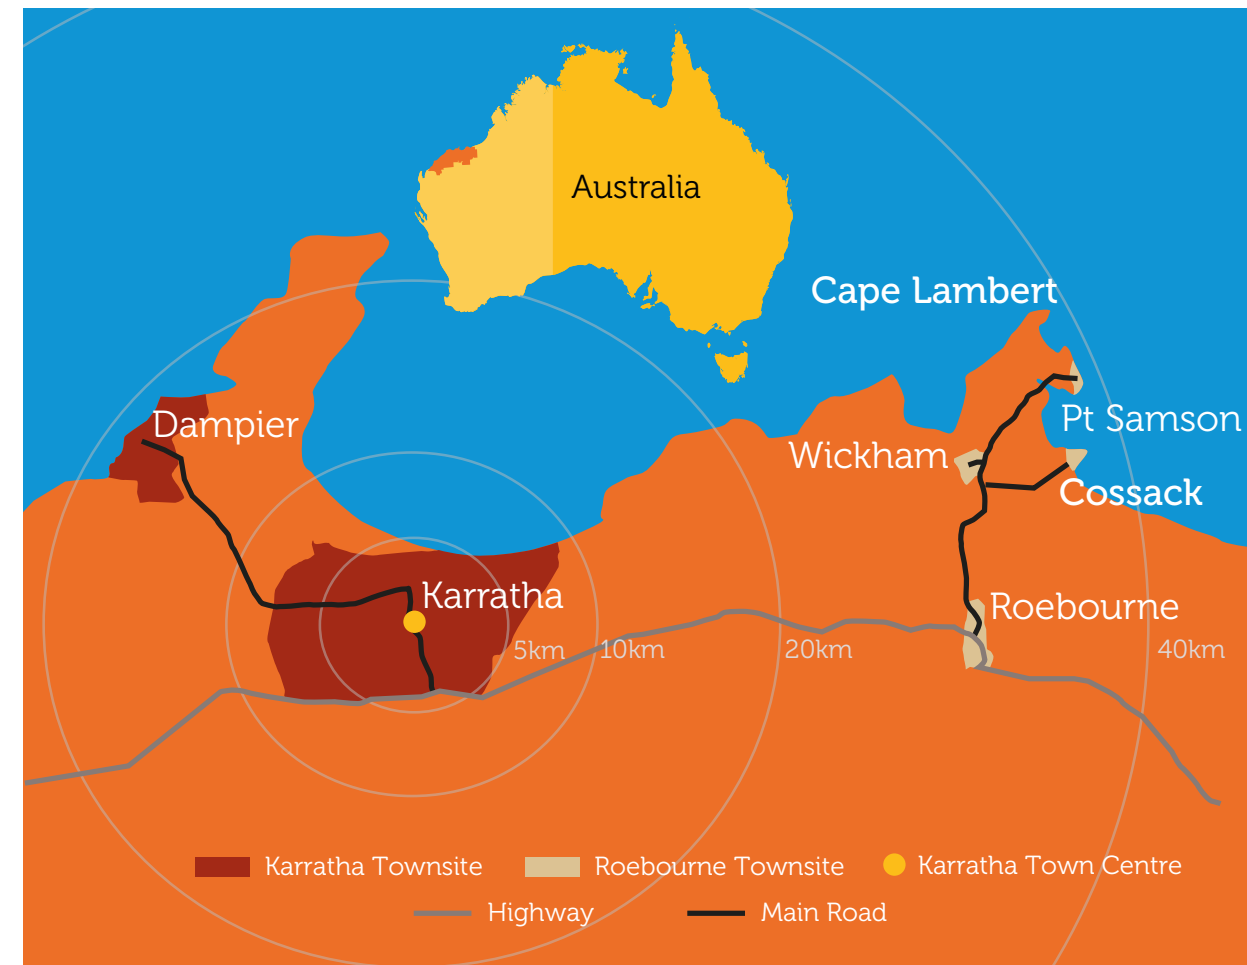 Australia
Cape Lambert
Dampier
Pt Samson
Wickham
Cossack
Karratha
Roebourne
5km
10km
20km
40km
Karratha Townsite
Roebourne Townsite
Karratha Town Centre
Highway
Main Road